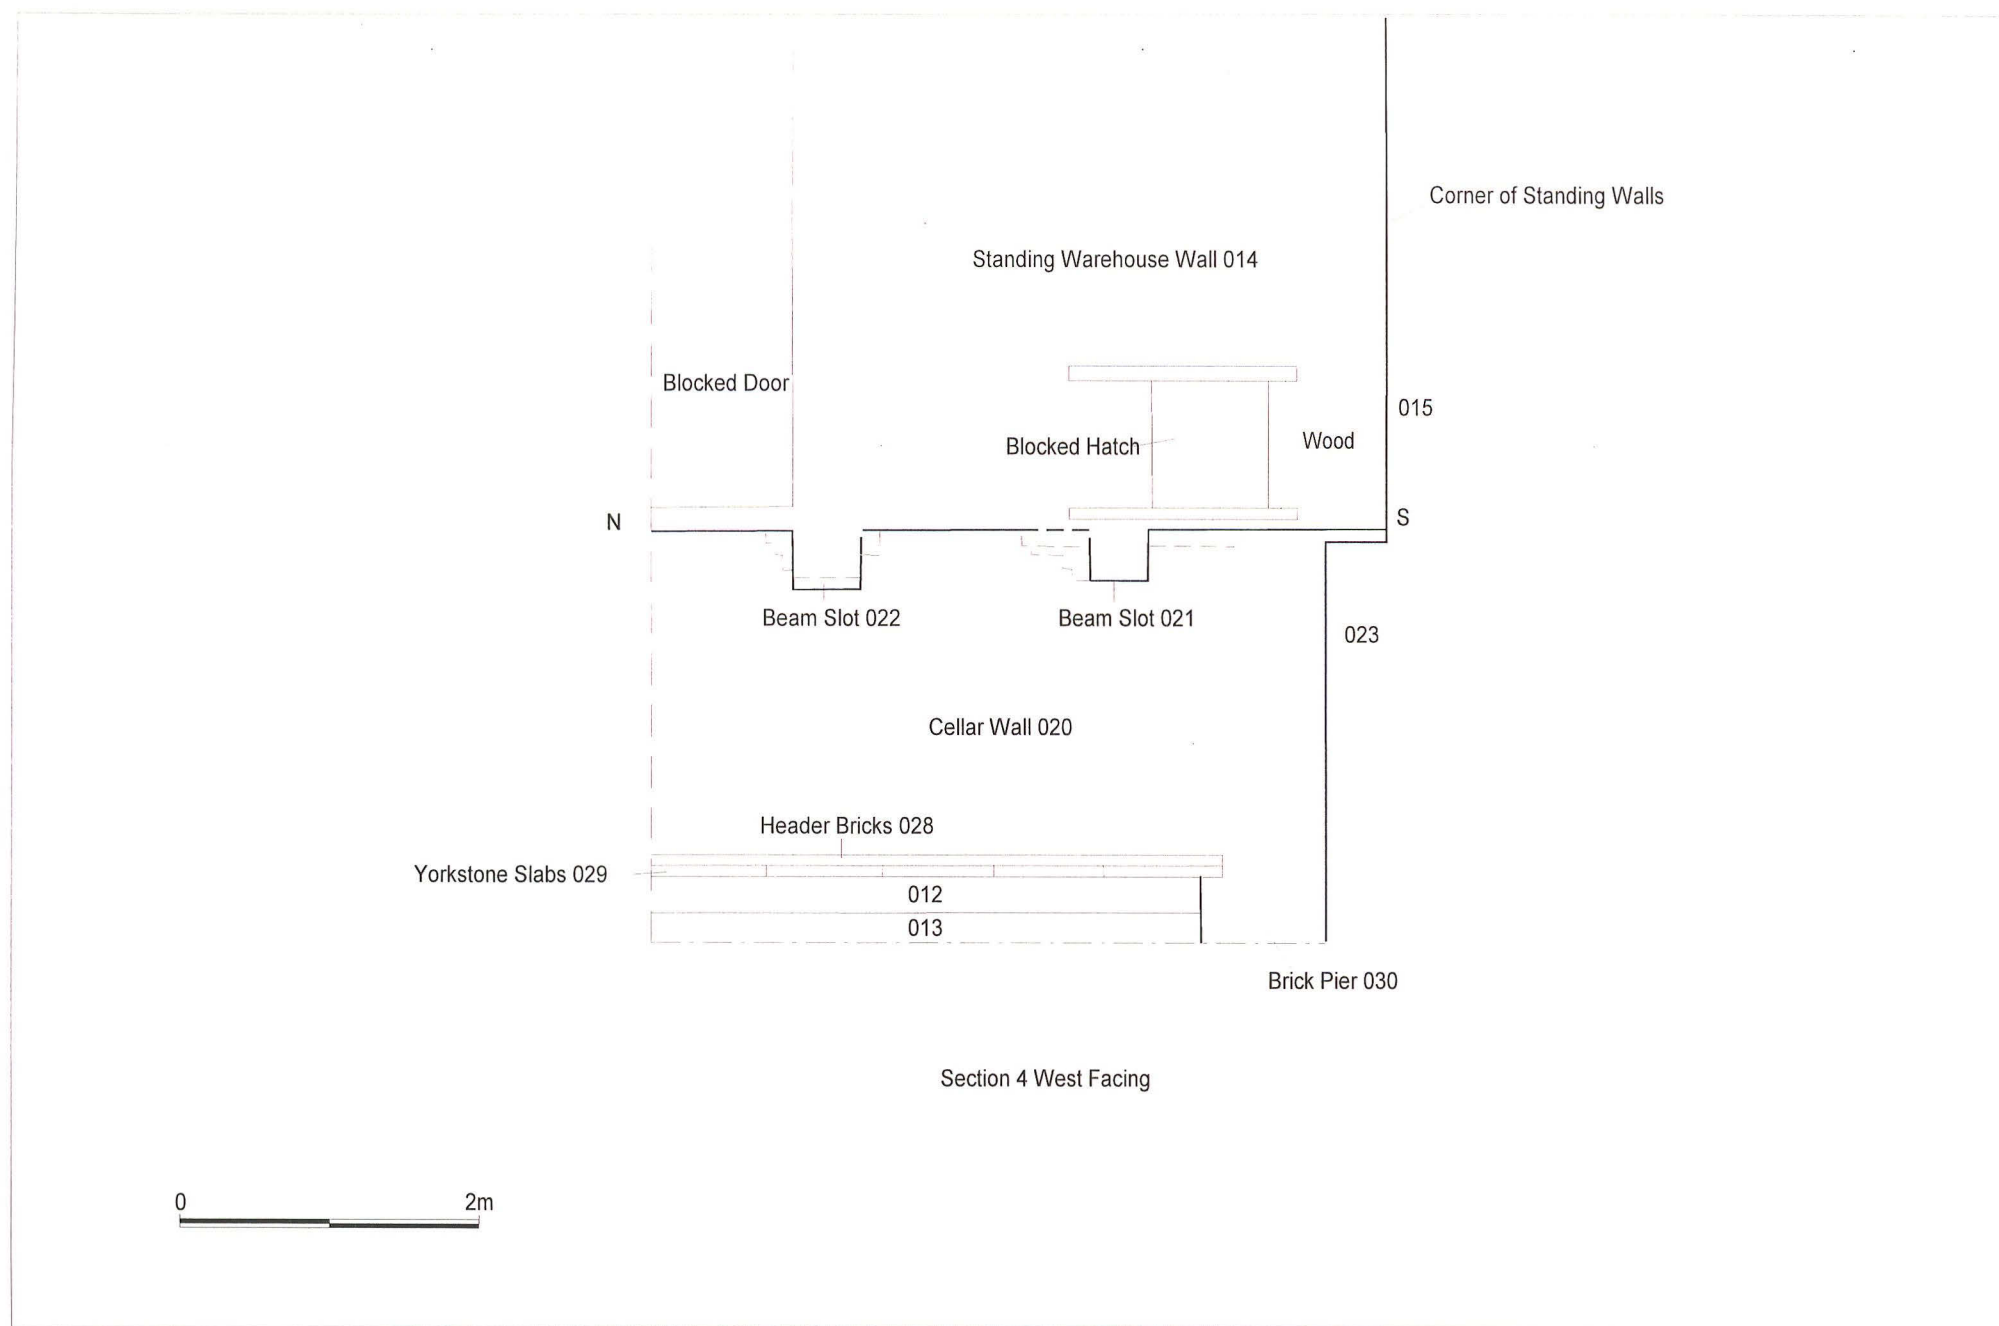 Corner of Standing Walls
Standing Warehouse Wall 014
Blocked Door
015
Blocked Hatch
Wood
N
S
Beam Slot 022
Beam Slot 021
023
Cellar Wall 020
Header Bricks 028
Yorkstone Slabs 029
012
013
Brick Pier 030
Section 4 West Facing
0
2m